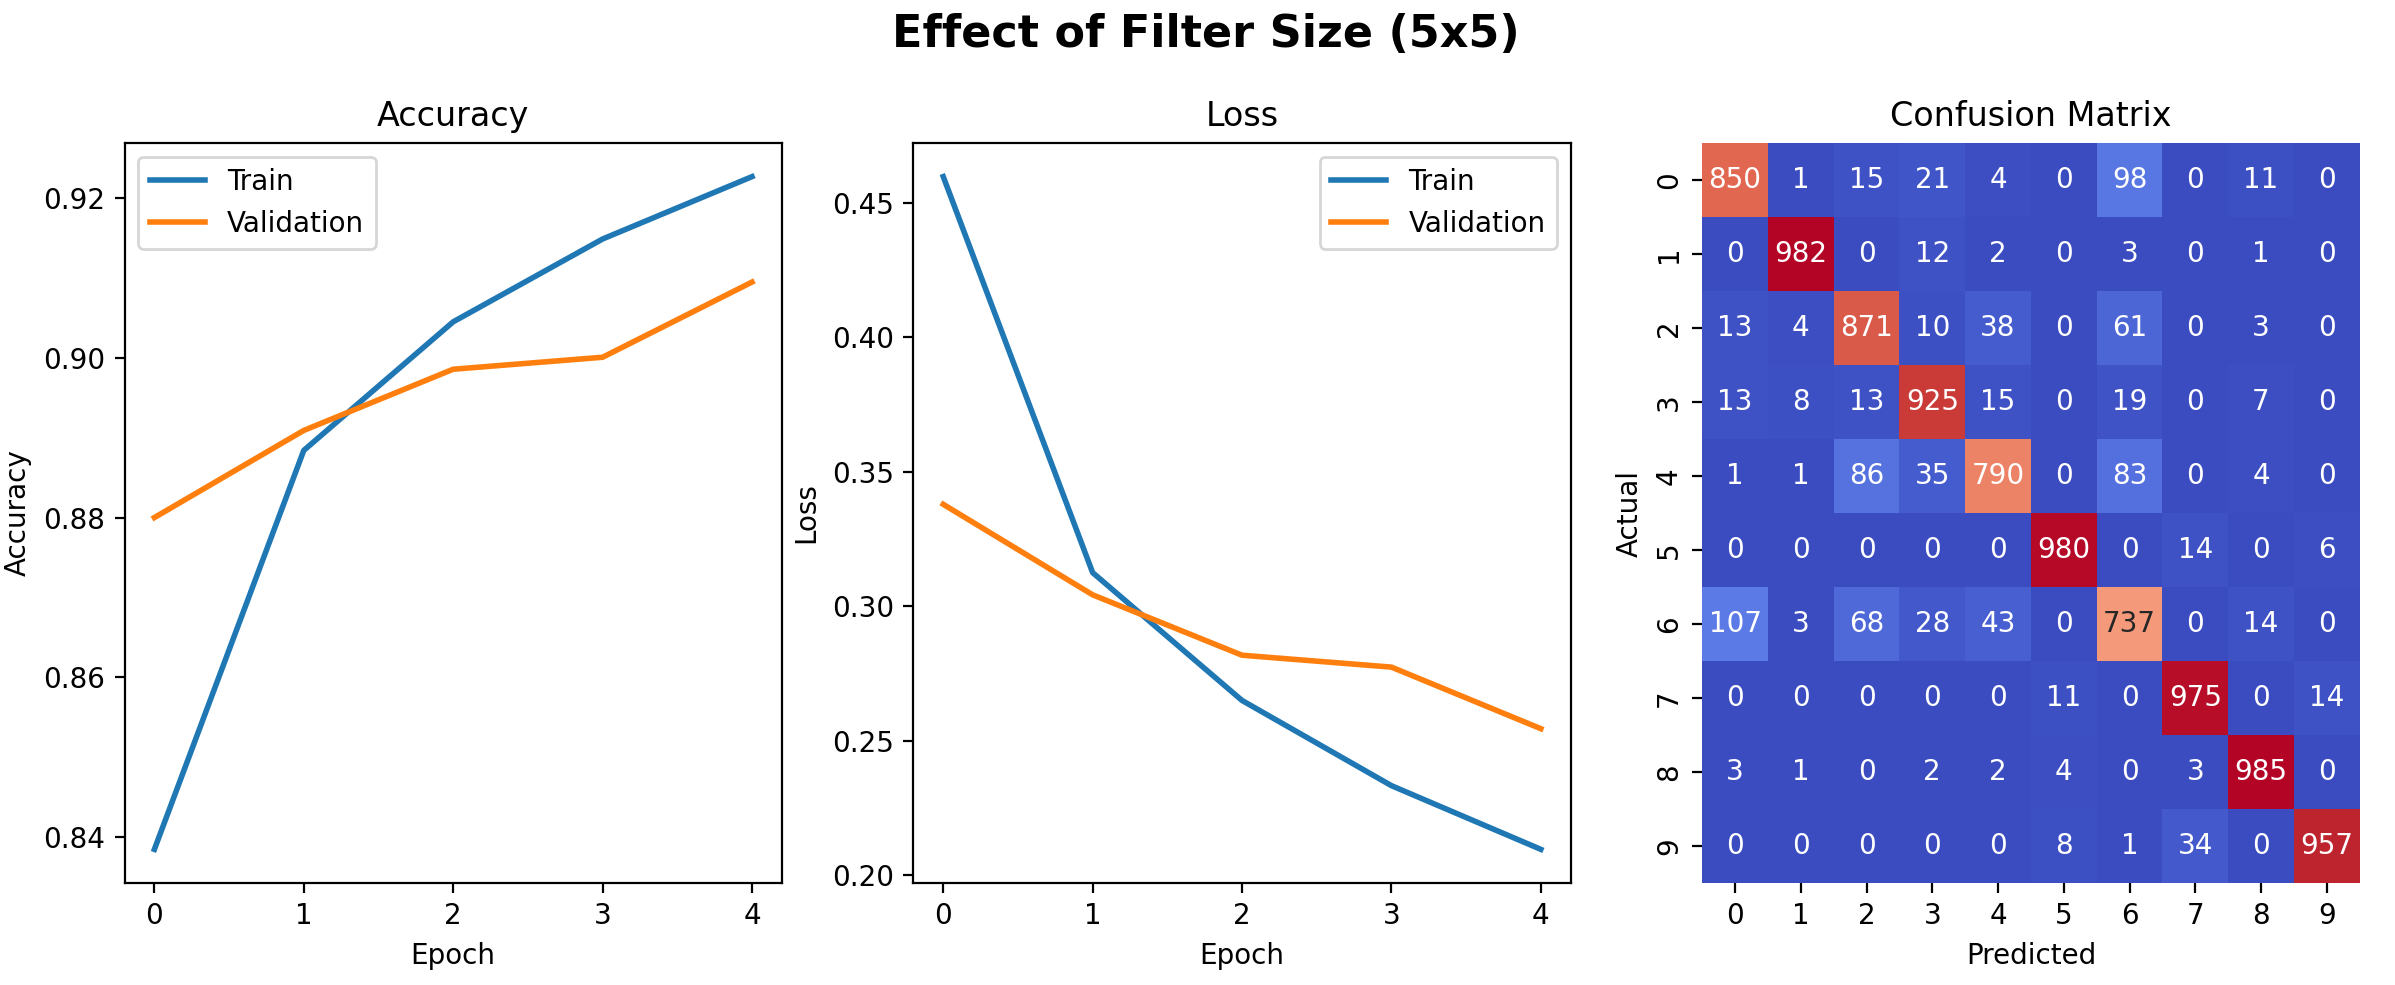 Effect of Filter Size (5x5)
Accuracy
Train
Validation
0.92
0.90
0.88
0.86
0.84
Accuracy
0 1 2 3 4
Epoch
Loss
Train
Validation
0.45
0.40
0.35
0.30
0.25
0.20
Loss
0 1 2 3 4
Epoch
Confusion Matrix
Actual
0 850 1 15 21 4 0 98 0 11 0
1 0 982 0 12 2 0 3 0 1 0
2 13 4 871 10 38 0 61 0 3 0
3 13 8 13 925 15 0 19 0 7 0
4 1 1 86 35 790 0 83 0 4 0
5 0 0 0 0 0 980 0 14 0 6
6 107 3 68 28 43 0 737 0 14 0
7 0 0 0 0 0 11 0 975 0 14
8 3 1 0 2 2 4 0 3 985 0
9 0 0 0 0 0 8 1 34 0 957
0 1 2 3 4 5 6 7 8 9
Predicted